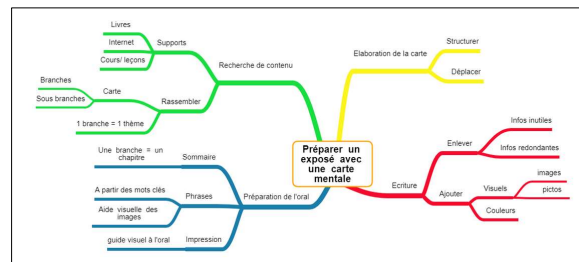 Livres
Internet
Cours/ leçons
Supports
Recherche de contenu
Branches
Sous branches
Carte
1 branche = 1 thème
Rassembler
Elaboration de la carte
Structurer
Déplacer
Préparer un
exposé avec
une carte
mentale
Une branche = un
chapitre
Sommaire
A partir des mots clés
Aide visuelle des
images
Phrases
Préparation de l'oral
guide visuel à l'oral
Impression
Ecriture
Enlever
Infos inutiles
Infos redondantes
Ajouter
Visuels
images
pictos
Couleurs